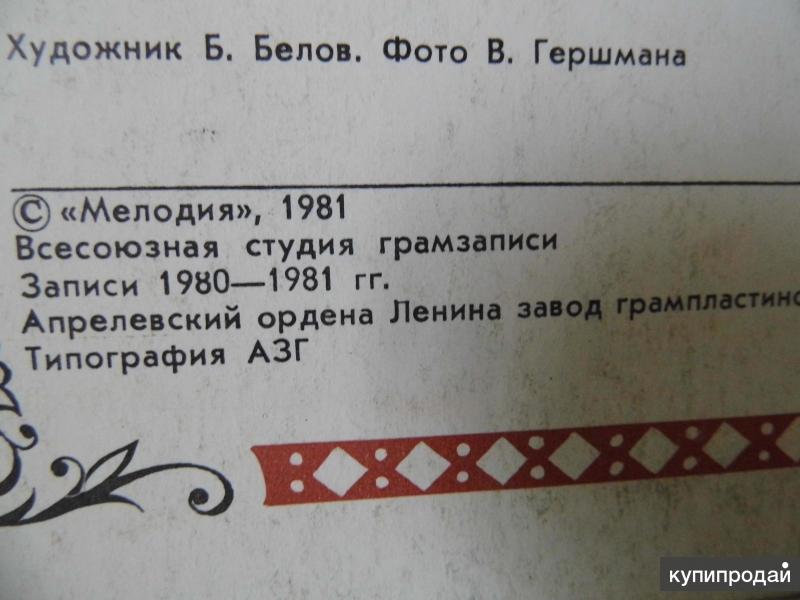 Художник Б. Белов. Фото В. Гершмана
© «Мелодия», 1981
Всесоюзная студия грамзаписи
Записи 1980—1981 гг.
Апрелевский ордена Ленина завод грампластино
Типография АЗГ
купипродай